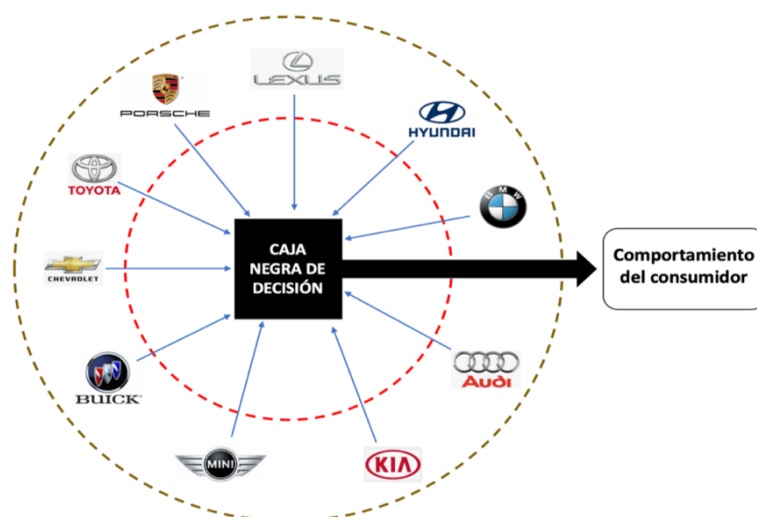 LEXUS
PORSCHE
HYUNDAI
TOYOTA
BMW
CAJA
NEGRA DE
DECISIÓN
Comportamiento
del consumidor
CHEVROLET
BUICK
Audi
MINI
KIA